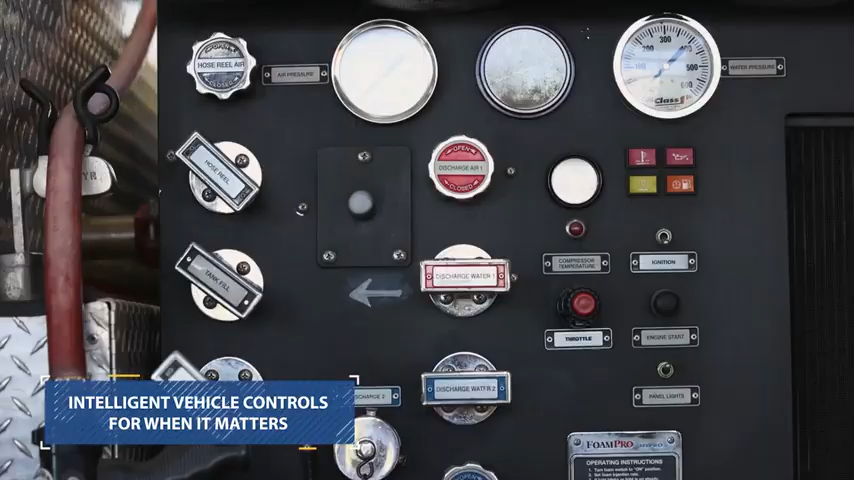 OPEN
HOSE REEL AIR
CLOSED
AIR PRESSURE
100
200
300
400
500
600
Class 1
WATER PRESSURE
HOSE REEL
OPEN
DISCHARGE AIR 1
CLOSED
TANK FILL
DISCHARGE WATER 1
COMPRESSOR
TEMPERATURE
IGNITION
THROTTLE
ENGINE START
DISCHARGE WATER 2
PANEL LIGHTS
INTELLIGENT VEHICLE CONTROLS
FOR WHEN IT MATTERS
FOAMPRO
OPERATING INSTRUCTIONS